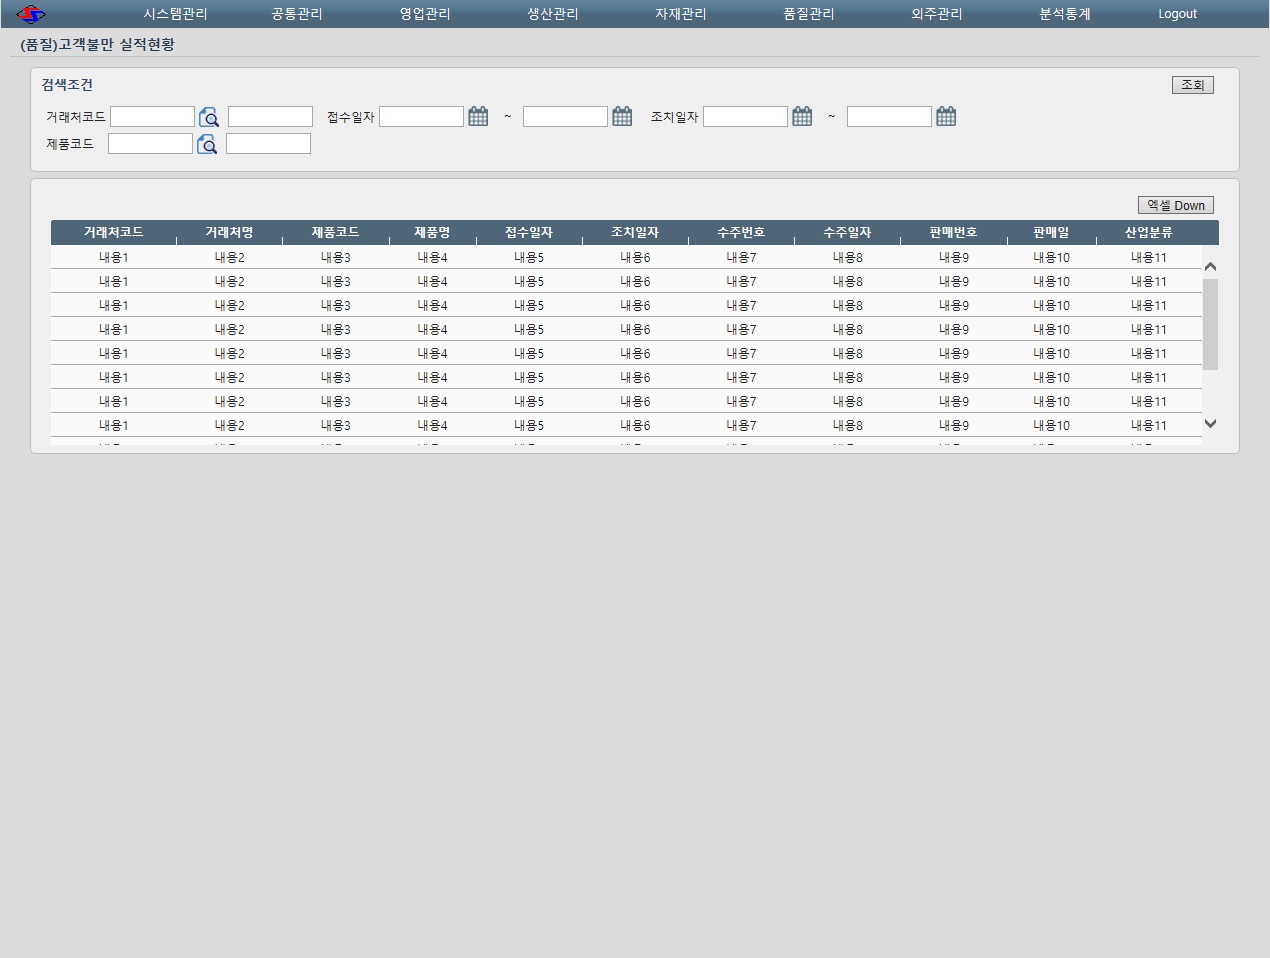 시스템관리 공통관리 영업관리 생산관리 자재관리 품질관리 외주관리 분석통계 Logout
(품질)고객불만 실적현황
검색조건 조회
거래처코드 접수일자 ~ 조치일자 ~
제품코드
엑셀 Down
거래처코드 거래처명 제품코드 제품명 접수일자 조치일자 수주번호 수주일자 판매번호 판매일 산업분류
내용1 내용2 내용3 내용4 내용5 내용6 내용7 내용8 내용9 내용10 내용11
내용1 내용2 내용3 내용4 내용5 내용6 내용7 내용8 내용9 내용10 내용11
내용1 내용2 내용3 내용4 내용5 내용6 내용7 내용8 내용9 내용10 내용11
내용1 내용2 내용3 내용4 내용5 내용6 내용7 내용8 내용9 내용10 내용11
내용1 내용2 내용3 내용4 내용5 내용6 내용7 내용8 내용9 내용10 내용11
내용1 내용2 내용3 내용4 내용5 내용6 내용7 내용8 내용9 내용10 내용11
내용1 내용2 내용3 내용4 내용5 내용6 내용7 내용8 내용9 내용10 내용11
내용1 내용2 내용3 내용4 내용5 내용6 내용7 내용8 내용9 내용10 내용11